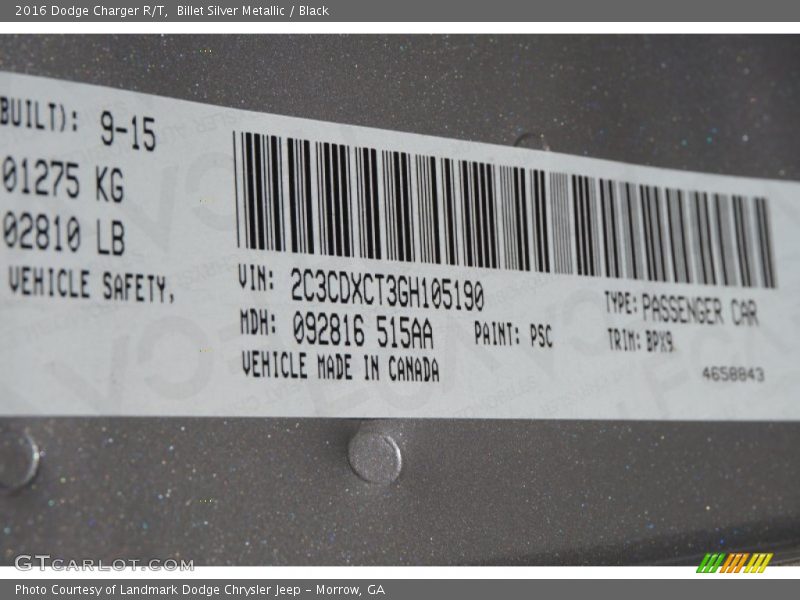 2016 Dodge Charger R/T, Billet Silver Metallic / Black
BUILT): 9-15
01275 KG
02810 LB
VEHICLE SAFETY,
VIN: 2C3CDXCT3GH105190
MDH: 092816 515AA
PAINT: PSC
VEHICLE MADE IN CANADA
TYPE: PASSENGER CAR
TRIM: BPX9
4658843
GTCARLOT.COM
Photo Courtesy of Landmark Dodge Chrysler Jeep – Morrow, GA